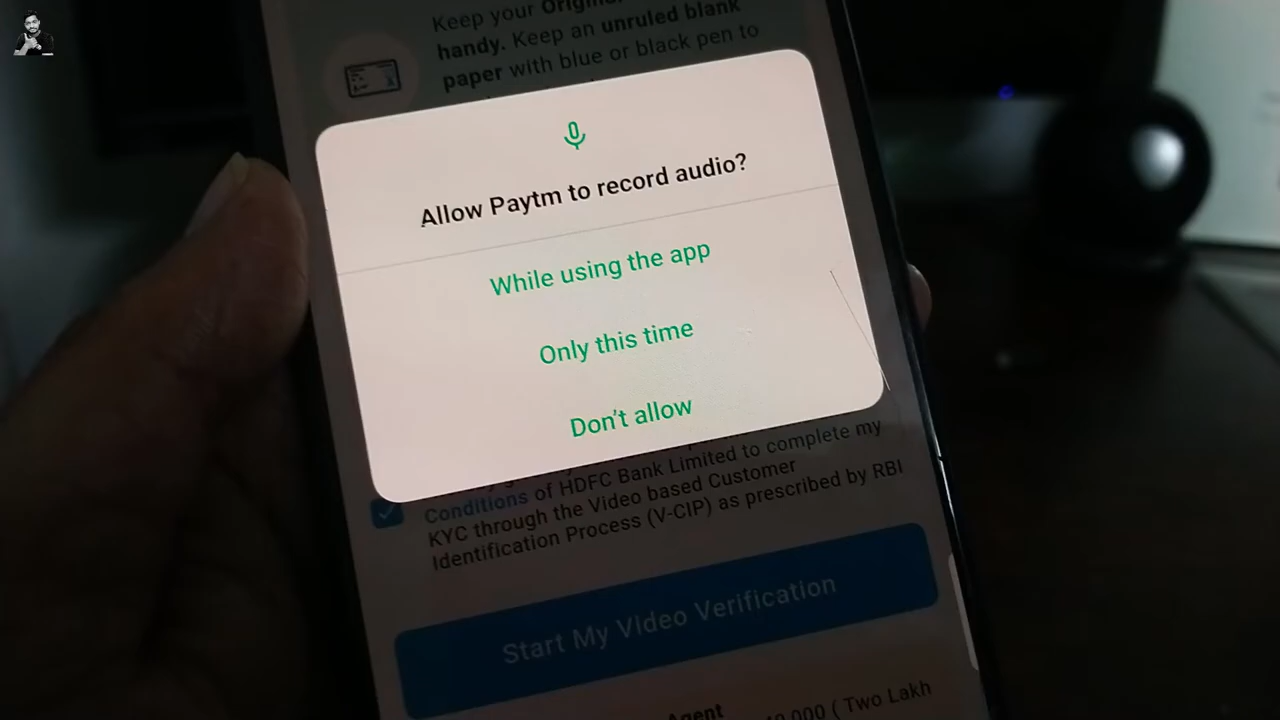 Keep your Original
handy. Keep an unruled blank
paper with blue or black pen to
Allow Paytm to record audio?
While using the app
Only this time
Don't allow
Conditions of HDFC Bank Limited to complete my
KYC through the Video based Customer
Identification Process (V-CIP) as prescribed by RBI
Start My Video Verification
Agent
( Two Lakh